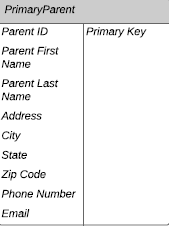 PrimaryParent
Parent ID Primary Key
Parent First
Name
Parent Last
Name
Address
City
State
Zip Code
Phone Number
Email